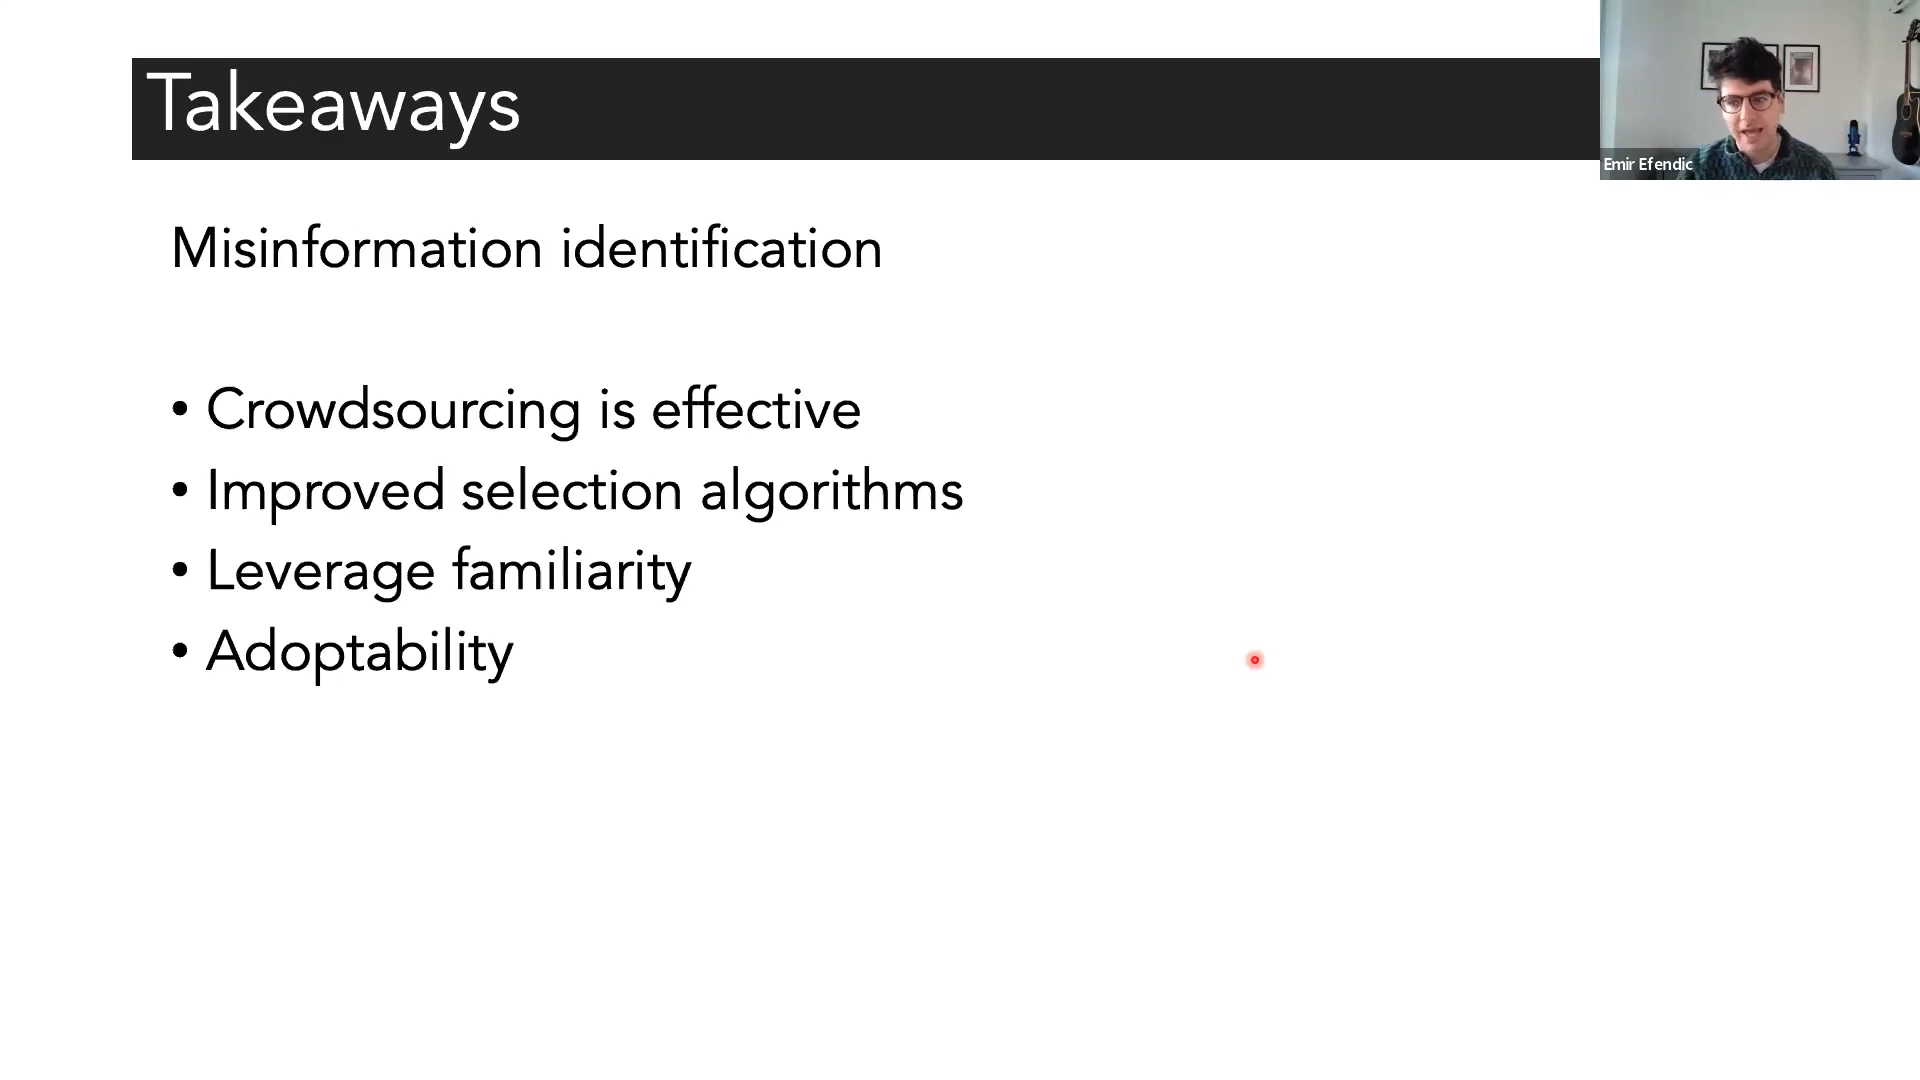 Takeaways
Emir Efendic
Misinformation identification
• Crowdsourcing is effective
• Improved selection algorithms
• Leverage familiarity
• Adoptability